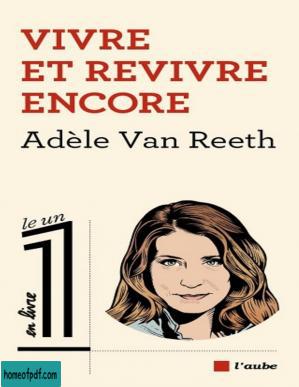 VIVRE
ET REVIVRE
ENCORE
Adèle Van Reeth
le un
1
en livre
l'aube
homeofpdf.com